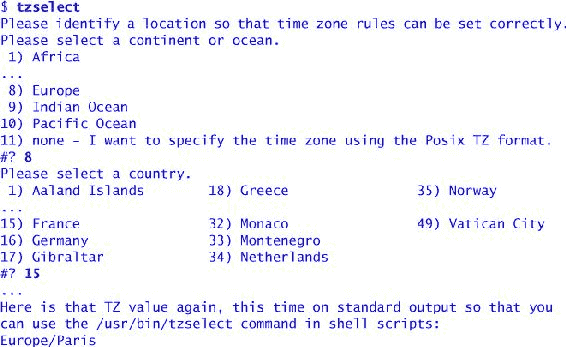 $ tzselect
Please identify a location so that time zone rules can be set correctly.
Please select a continent or ocean.
 1) Africa
...
 8) Europe
 9) Indian Ocean
10) Pacific Ocean
11) none - I want to specify the time zone using the Posix TZ format.
#? 8
Please select a country.
 1) Aaland Islands       18) Greece              35) Norway
...
15) France               32) Monaco              49) Vatican City
16) Germany              33) Montenegro
17) Gibraltar            34) Netherlands
#? 15
...
Here is that TZ value again, this time on standard output so that you
can use the /usr/bin/tzselect command in shell scripts:
Europe/Paris